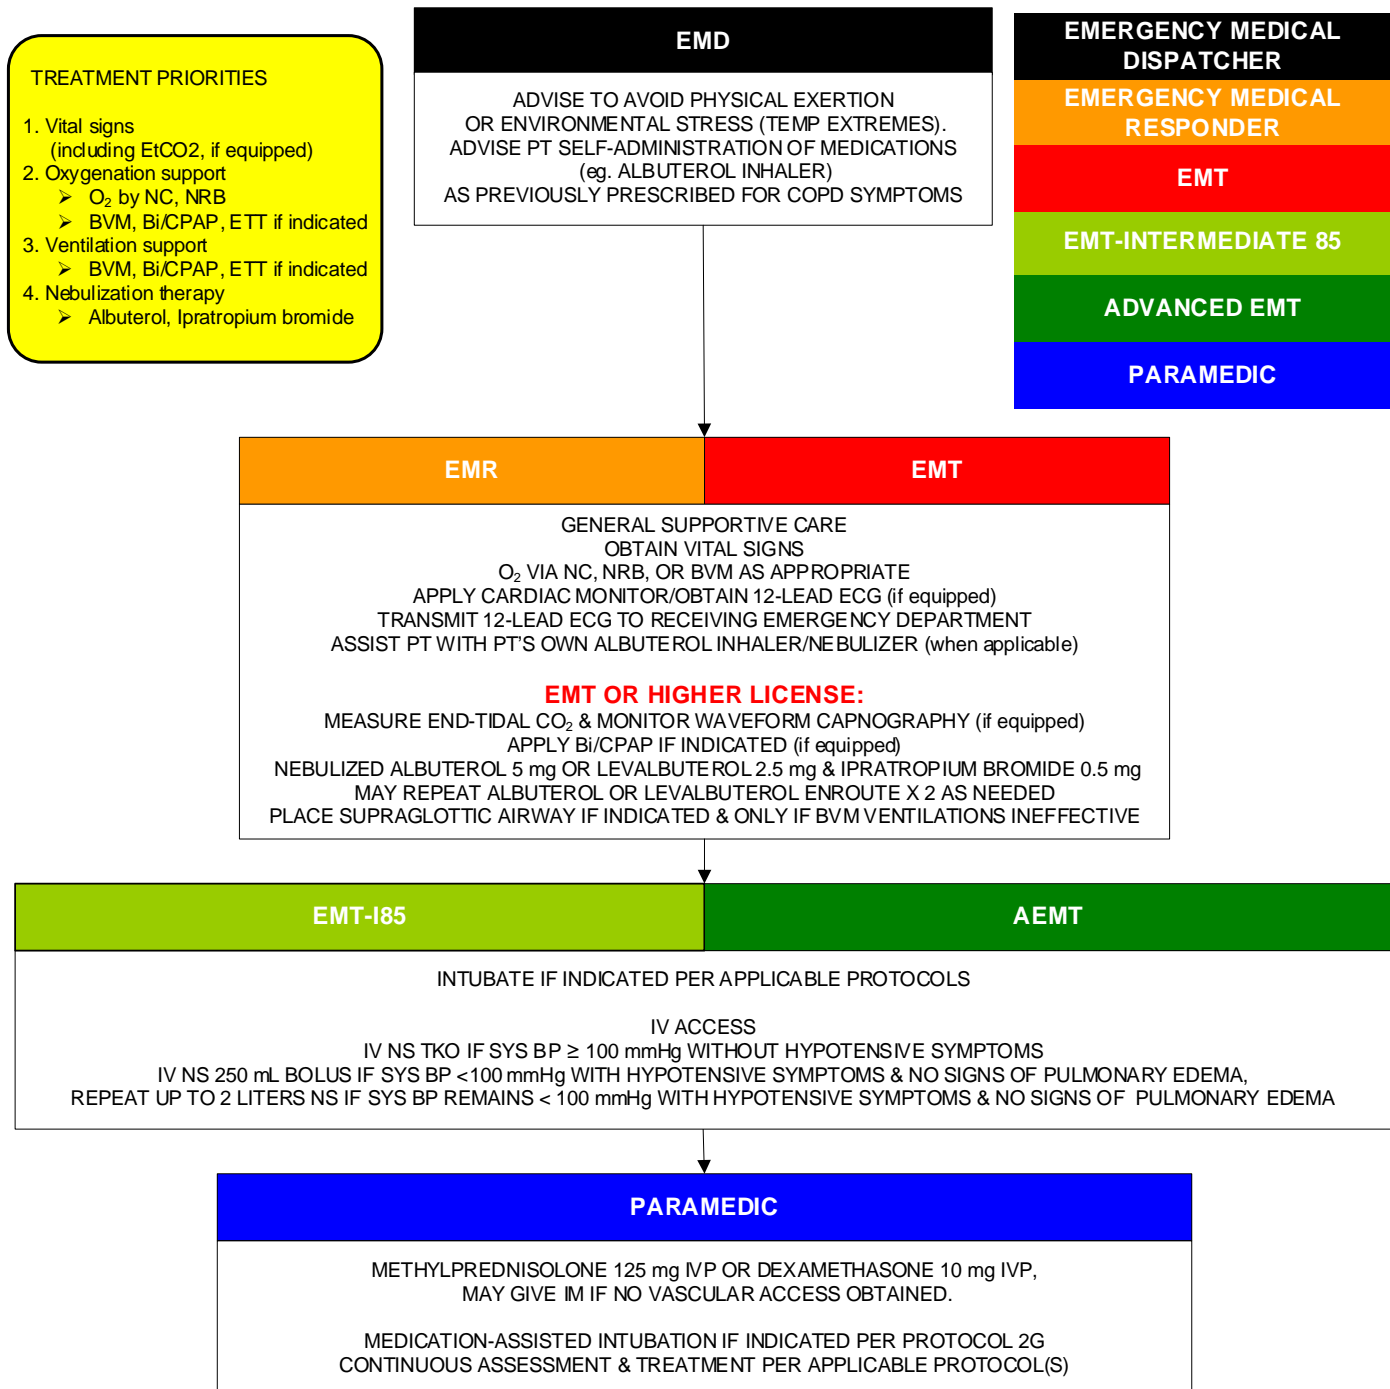 TREATMENT PRIORITIES
1. Vital signs
(including EtCO2, if equipped)
2. Oxygenation support
➢ O₂ by NC, NRB
➢ BVM, Bi/CPAP, ETT if indicated
3. Ventilation support
➢ BVM, Bi/CPAP, ETT if indicated
4. Nebulization therapy
➢ Albuterol, Ipratropium bromide
EMD
ADVISE TO AVOID PHYSICAL EXERTION
OR ENVIRONMENTAL STRESS (TEMP EXTREMES).
ADVISE PT SELF-ADMINISTRATION OF MEDICATIONS
(eg. ALBUTEROL INHALER)
AS PREVIOUSLY PRESCRIBED FOR COPD SYMPTOMS
EMERGENCY MEDICAL
DISPATCHER
EMERGENCY MEDICAL
RESPONDER
EMT
EMT-INTERMEDIATE 85
ADVANCED EMT
PARAMEDIC
EMR
EMT
GENERAL SUPPORTIVE CARE
OBTAIN VITAL SIGNS
O₂ VIA NC, NRB, OR BVM AS APPROPRIATE
APPLY CARDIAC MONITOR/OBTAIN 12-LEAD ECG (if equipped)
TRANSMIT 12-LEAD ECG TO RECEIVING EMERGENCY DEPARTMENT
ASSIST PT WITH PT'S OWN ALBUTEROL INHALER/NEBULIZER (when applicable)
EMT OR HIGHER LICENSE:
MEASURE END-TIDAL CO₂ & MONITOR WAVEFORM CAPNOGRAPHY (if equipped)
APPLY Bi/CPAP IF INDICATED (if equipped)
NEBULIZED ALBUTEROL 5 mg OR LEVALBUTEROL 2.5 mg & IPRATROPIUM BROMIDE 0.5 mg
MAY REPEAT ALBUTEROL OR LEVALBUTEROL ENROUTE X 2 AS NEEDED
PLACE SUPRAGLOTTIC AIRWAY IF INDICATED & ONLY IF BVM VENTILATIONS INEFFECTIVE
EMT-I85
AEMT
INTUBATE IF INDICATED PER APPLICABLE PROTOCOLS
IV ACCESS
IV NS TKO IF SYS BP ≥ 100 mmHg WITHOUT HYPOTENSIVE SYMPTOMS
IV NS 250 mL BOLUS IF SYS BP <100 mmHg WITH HYPOTENSIVE SYMPTOMS & NO SIGNS OF PULMONARY EDEMA,
REPEAT UP TO 2 LITERS NS IF SYS BP REMAINS < 100 mmHg WITH HYPOTENSIVE SYMPTOMS & NO SIGNS OF PULMONARY EDEMA
PARAMEDIC
METHYLPREDNISOLONE 125 mg IVP OR DEXAMETHASONE 10 mg IVP,
MAY GIVE IM IF NO VASCULAR ACCESS OBTAINED.
MEDICATION-ASSISTED INTUBATION IF INDICATED PER PROTOCOL 2G
CONTINUOUS ASSESSMENT & TREATMENT PER APPLICABLE PROTOCOL(S)